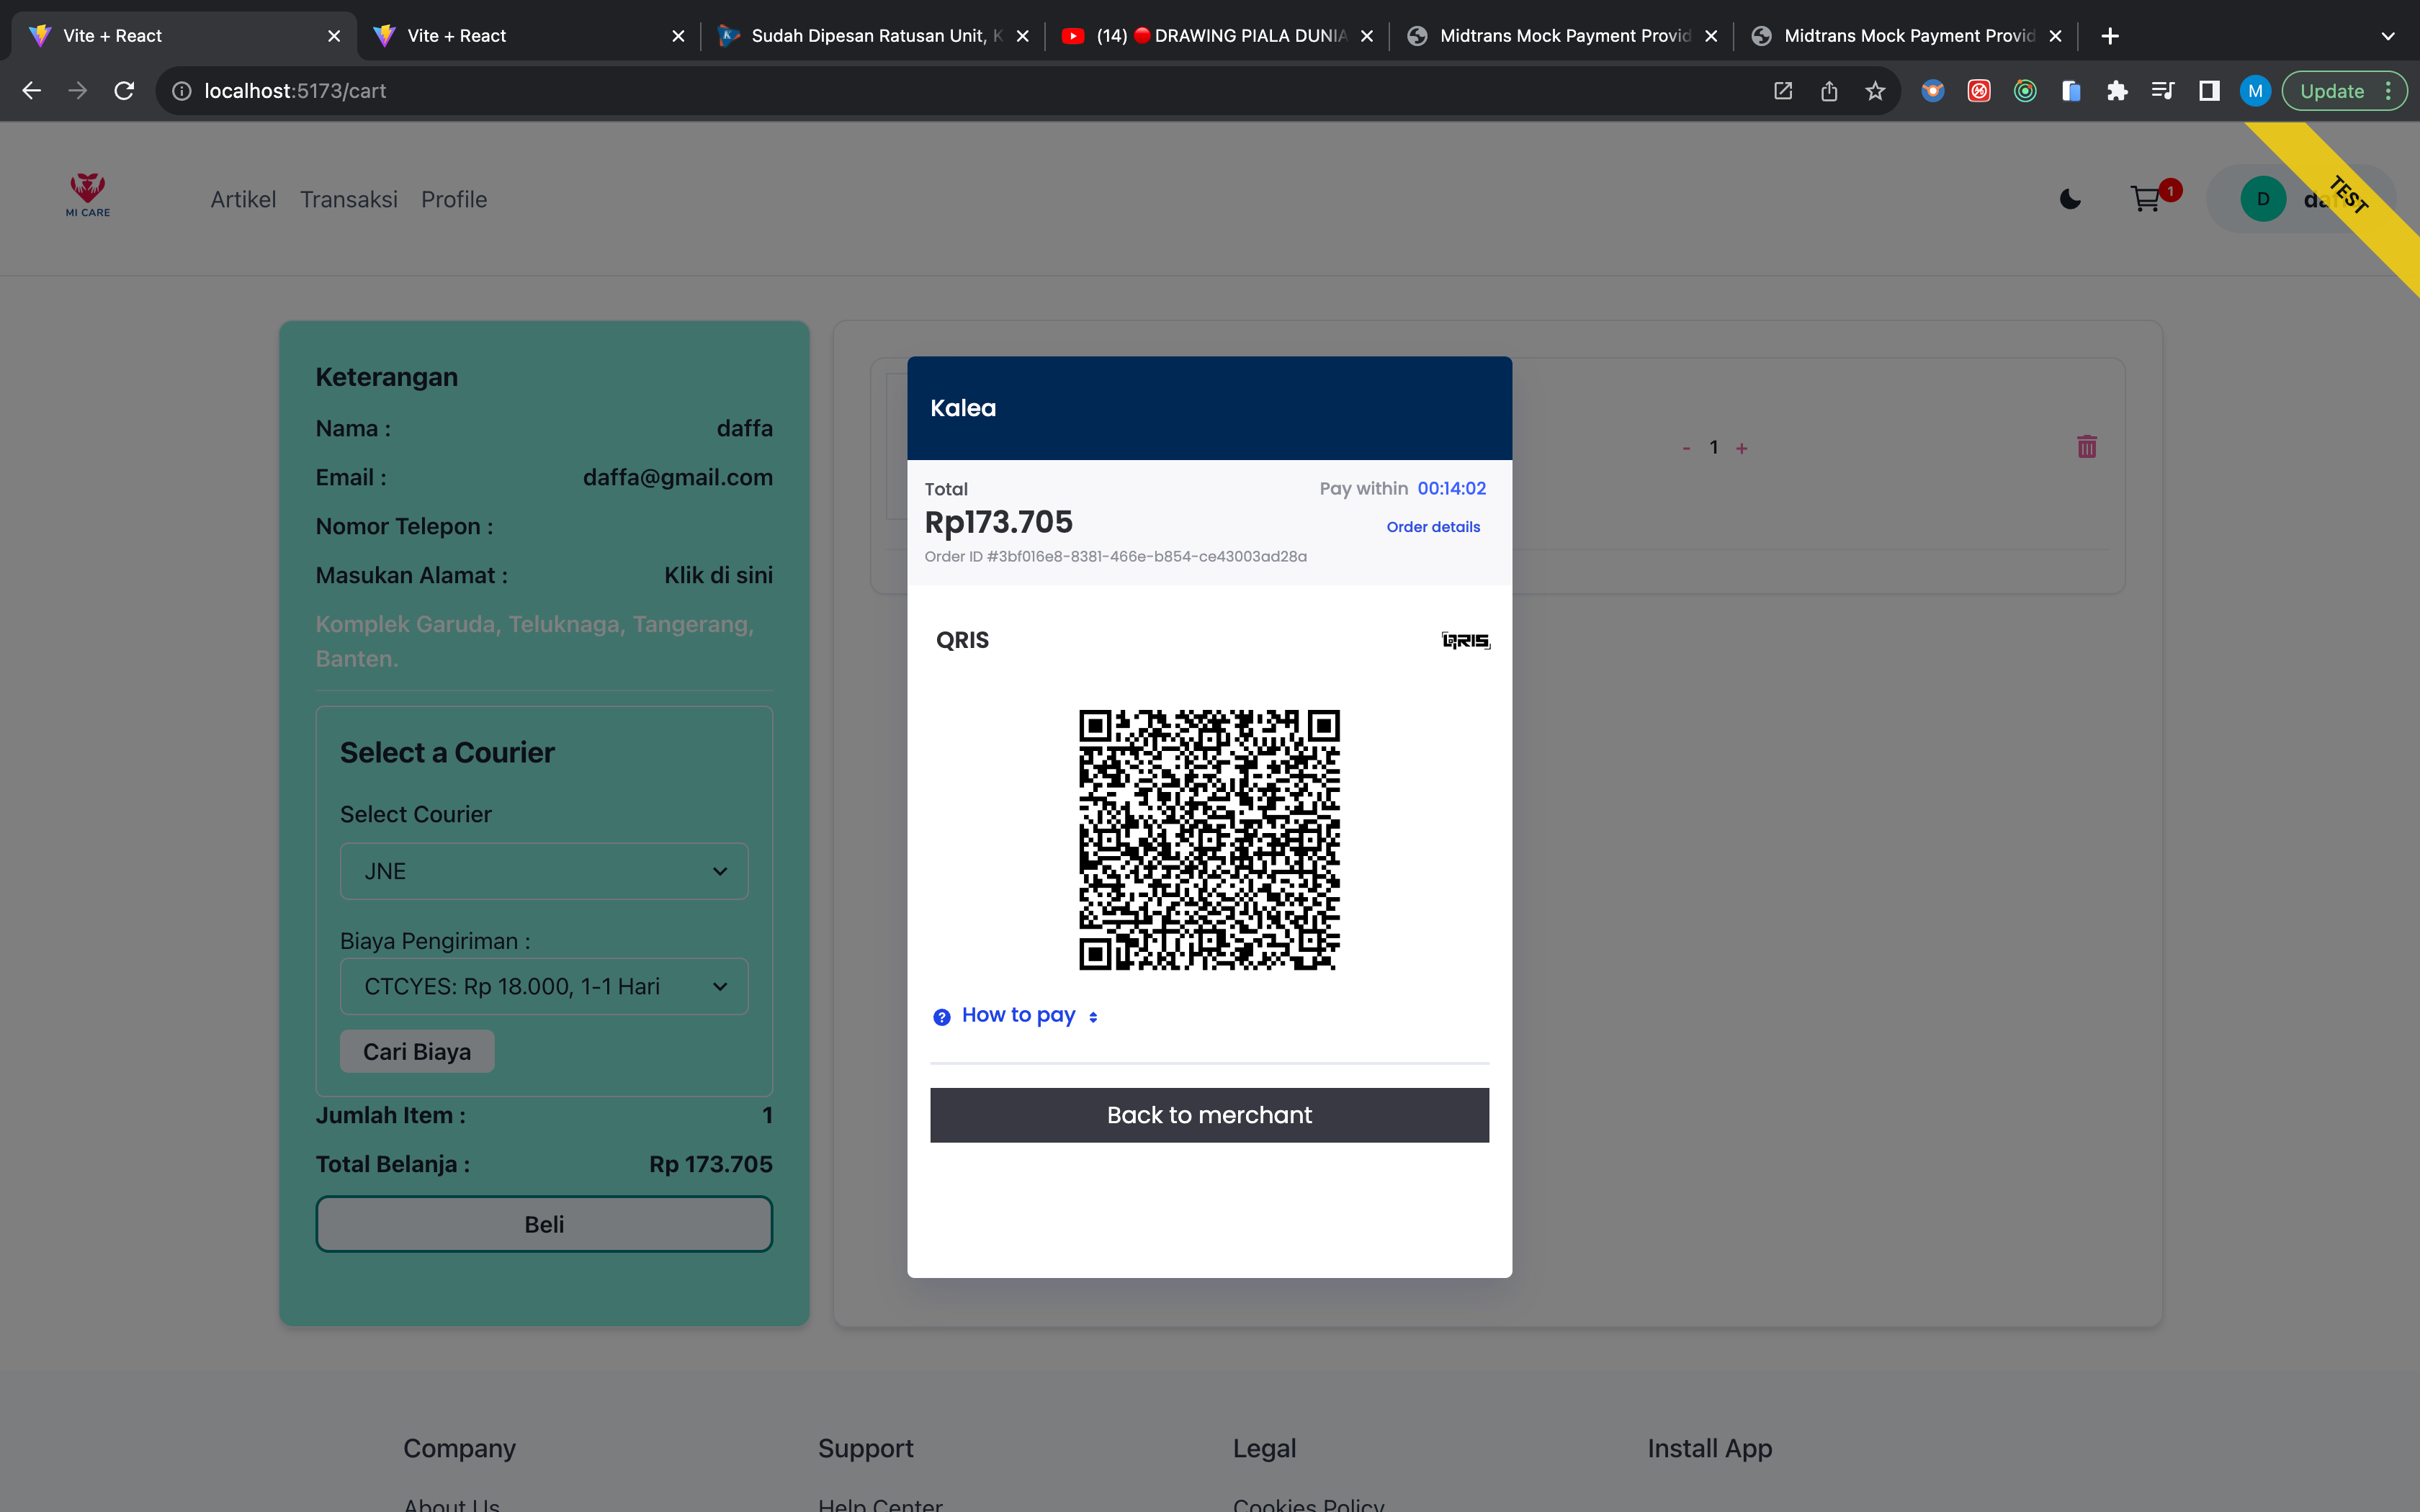 Vite + React
Vite + React
Sudah Dipesan Ratusan Unit, K
(14) 🔴 DRAWING PIALA DUNIA
Midtrans Mock Payment Provid
Midtrans Mock Payment Provid
localhost:5173/cart
M
Update
MI CARE
Artikel
Transaksi
Profile
1
D
TEST
Keterangan
Nama :
daffa
Email :
daffa@gmail.com
Nomor Telepon :
Masukan Alamat :
Klik di sini
Komplek Garuda, Teluknaga, Tangerang,
Banten.
Select a Courier
Select Courier
JNE
Biaya Pengiriman :
CTCYES: Rp 18.000, 1-1 Hari
Cari Biaya
Jumlah Item :
1
Total Belanja :
Rp 173.705
Beli
Kalea
Total
Pay within 00:14:02
Rp173.705
Order details
Order ID #3bf016e8-8381-466e-b854-ce43003ad28a
QRIS
QRIS
How to pay
Back to merchant
- 1 +
Company
Support
Legal
Install App
About Us
Help Center
Cookies Policy